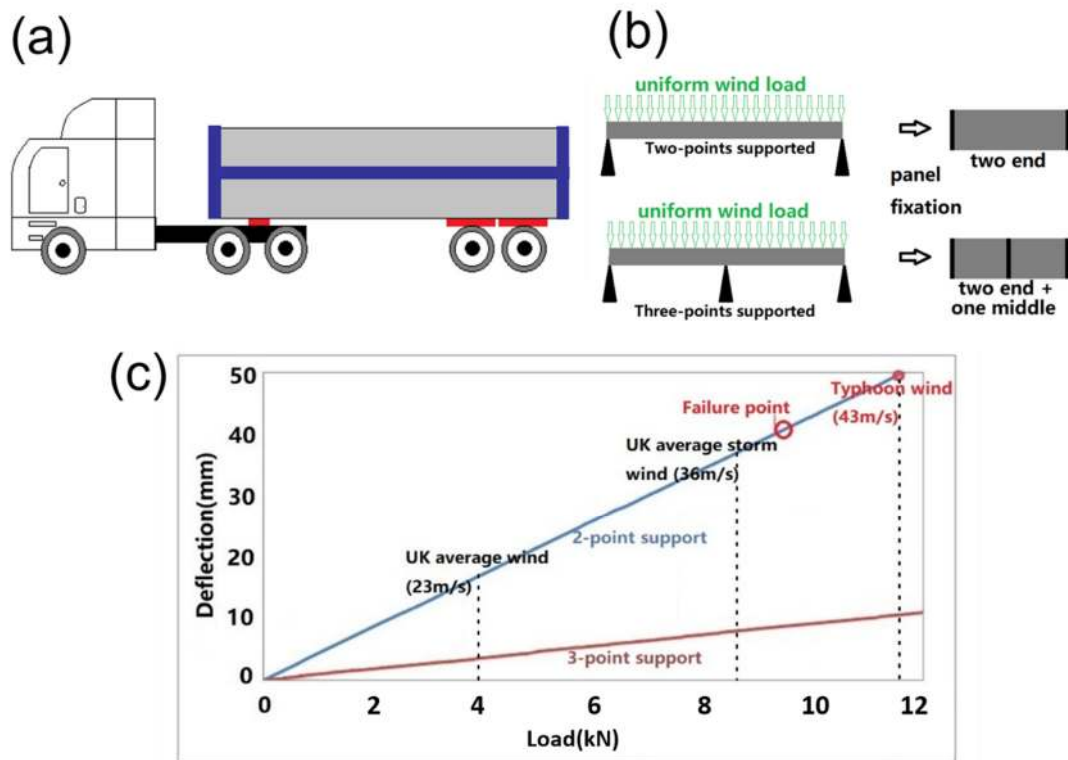 (a)
(b)
uniform wind load
Two-points supported
two end
panel
fixation
uniform wind load
Three-points supported
two end +
one middle
(c)
50
40
30
20
10
0
Deflection(mm)
Typhoon wind
(43m/s)
Failure point
UK average storm
wind (36m/s)
2-point support
UK average wind
(23m/s)
3-point support
0 2 4 6 8 10 12
Load(kN)